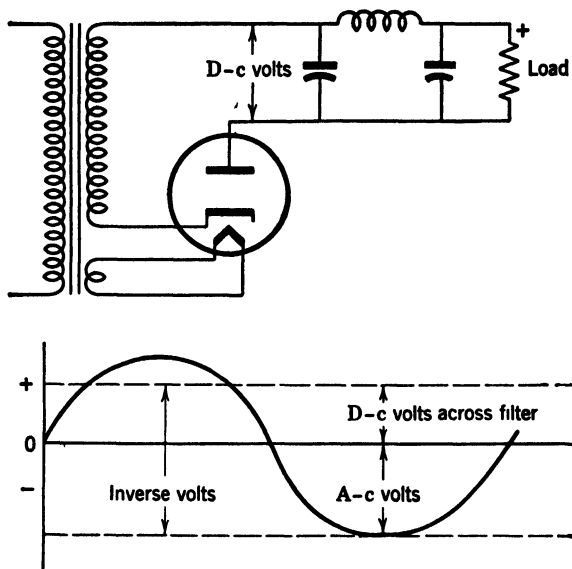 +
D-c volts
Load
+
D-c volts across filter
0
Inverse volts
A-c volts
-